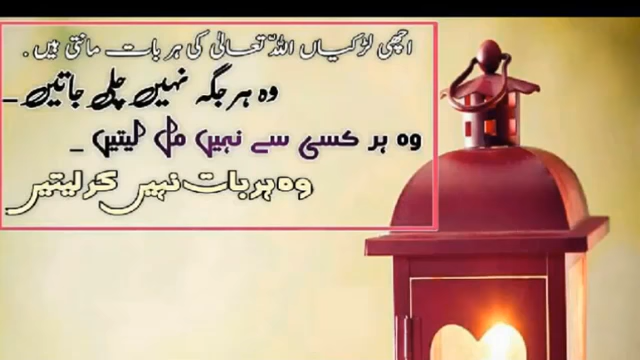 اچھی لڑکیاں اللہ تعالیٰ کی ہر بات مانتی ہیں .
وہ ہر جگہ نہیں چلی جاتیں _
وہ ہر کسی سے نہیں مل لیتیں _
وہ ہر بات نہیں کر لیتیں